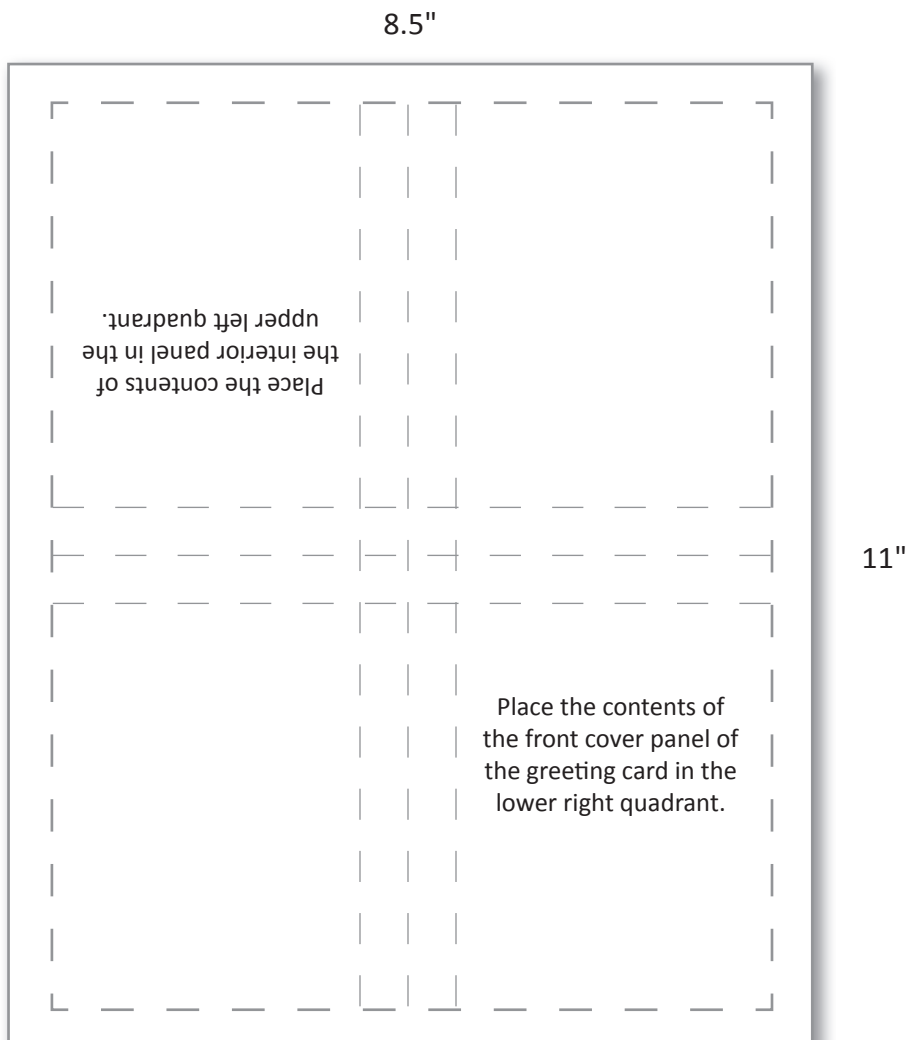 8.5"
Place the contents of
the interior panel in the
upper left quadrant.
11"
Place the contents of
the front cover panel of
the greeting card in the
lower right quadrant.